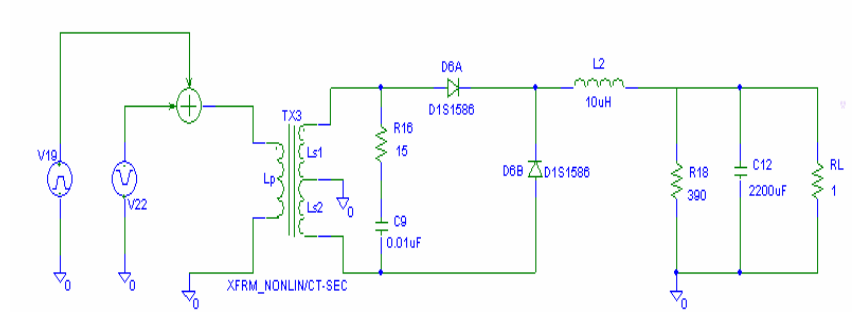 V19
V22
0
0
0
TX3
Lp
Ls1
Ls2
0
XFRM_NONLIN/CT-SEC
R16
15
C9
0.01uF
D6A
D1S1586
D6B
D1S1586
L2
10uH
R18
390
C12
2200uF
RL
1
0